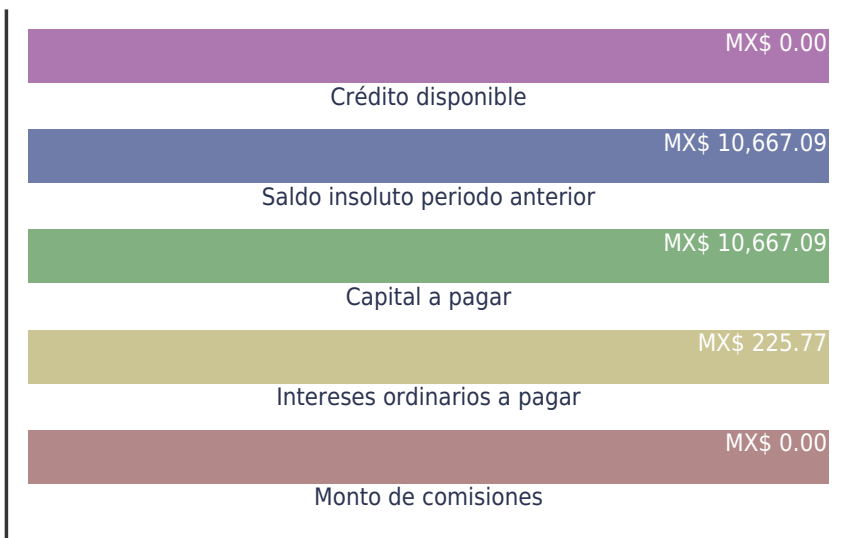 MX$ 0.00
Crédito disponible
MX$ 10,667.09
Saldo insoluto periodo anterior
MX$ 10,667.09
Capital a pagar
MX$ 225.77
Intereses ordinarios a pagar
MX$ 0.00
Monto de comisiones